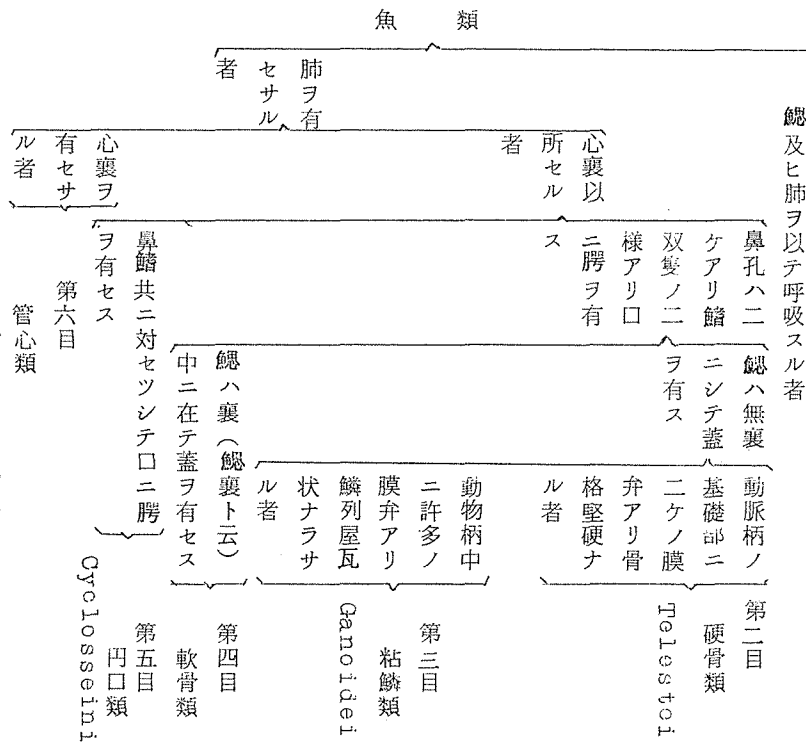 魚類
鰓及ヒ肺ヲ以テ呼吸スル者
肺ヲ有
セサル
者
心嚢以
所セル
者
鼻孔ハ二
ケアリ鰭
双隻ノ二
様アリ口
ニ腭ヲ有
ス
鰓ハ無嚢
ニシテ蓋
ヲ有ス
動脈柄ノ
基礎部ニ
二ケノ膜
弁アリ骨
格堅硬ナ
ル者
第二目
硬骨類
Telestoi
動物柄中
ニ許多ノ
膜弁アリ
鱗列屋瓦
状ナラサ
ル者
第三目
粘鱗類
Ganoidei
鰓ハ嚢(鰓嚢ト云)
中ニ在テ蓋ヲ有セス
第四目
軟骨類
鼻鰭共ニ対セツシテ口ニ腭
ヲ有セス
第五目
円口類
Cyclosseini
心嚢ヲ
有セサ
ル者
第六目
管心類